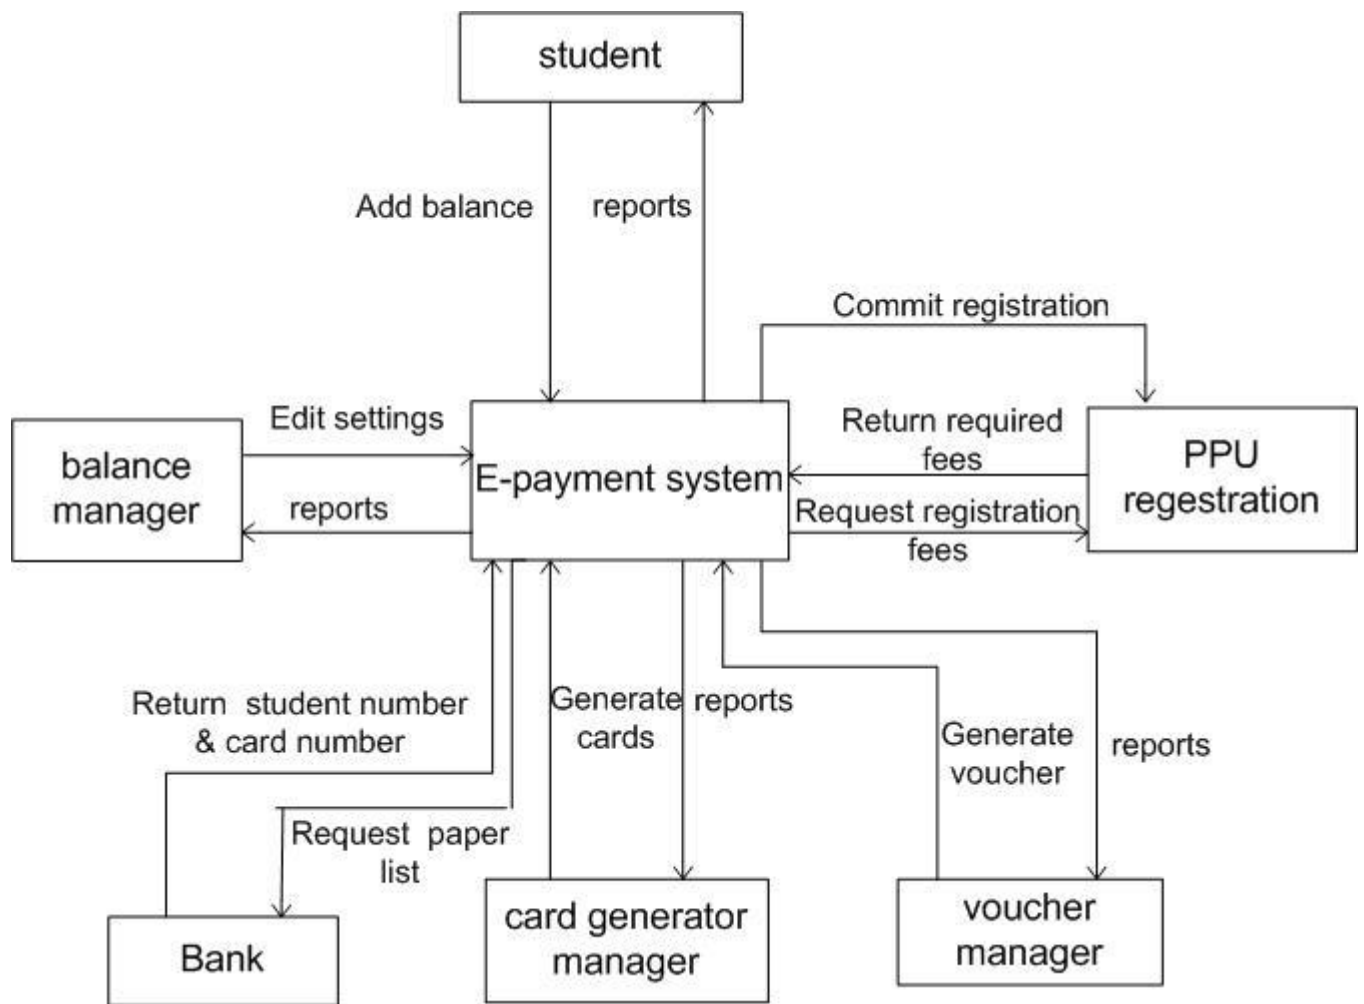 student
Add balance
reports
Commit registration
Edit settings
balance
manager
reports
E-payment system
Return required
fees
Request registration
fees
PPU
regestration
Return student number
& card number
Generate
cards
reports
Generate
voucher
reports
Request paper
list
Bank
card generator
manager
voucher
manager